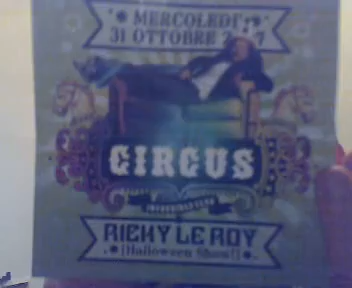 MERCOLEDI'
31 OTTOBRE
CIRCUS
RICKY LE ROY
[Halloween Show!!]